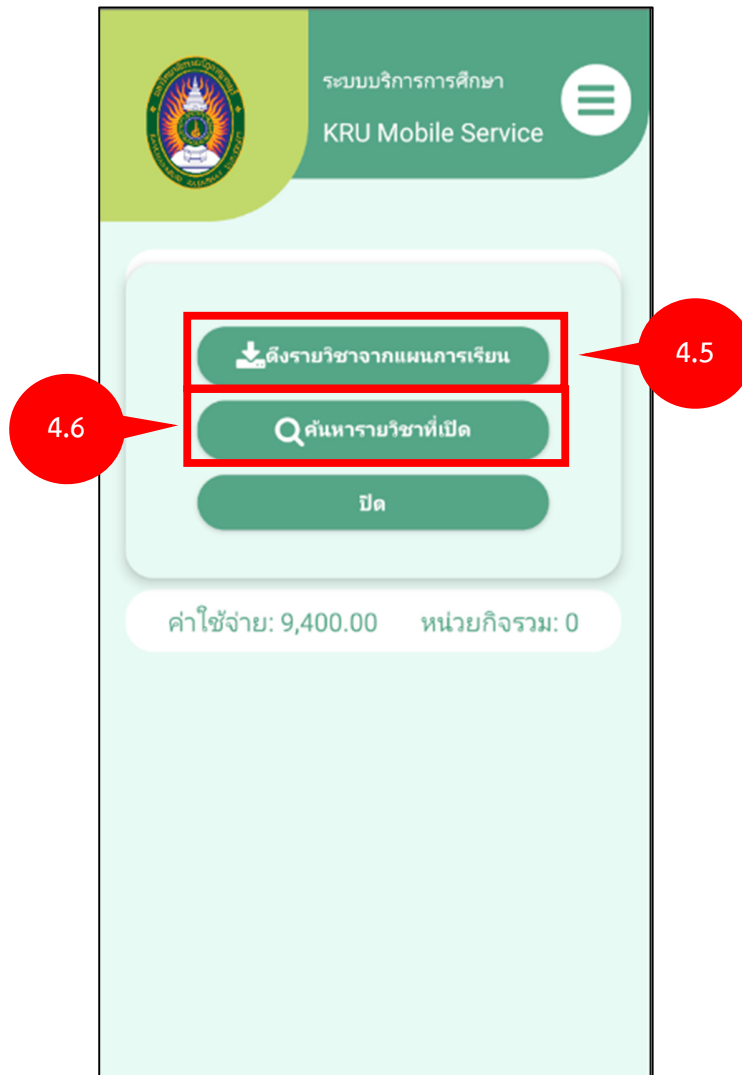 ระบบบริการการศึกษา
KRU Mobile Service
ดึงรายวิชาจากแผนการเรียน
4.5
4.6
ค้นหารายวิชาที่เปิด
ปิด
ค่าใช้จ่าย: 9,400.00 หน่วยกิจรวม: 0